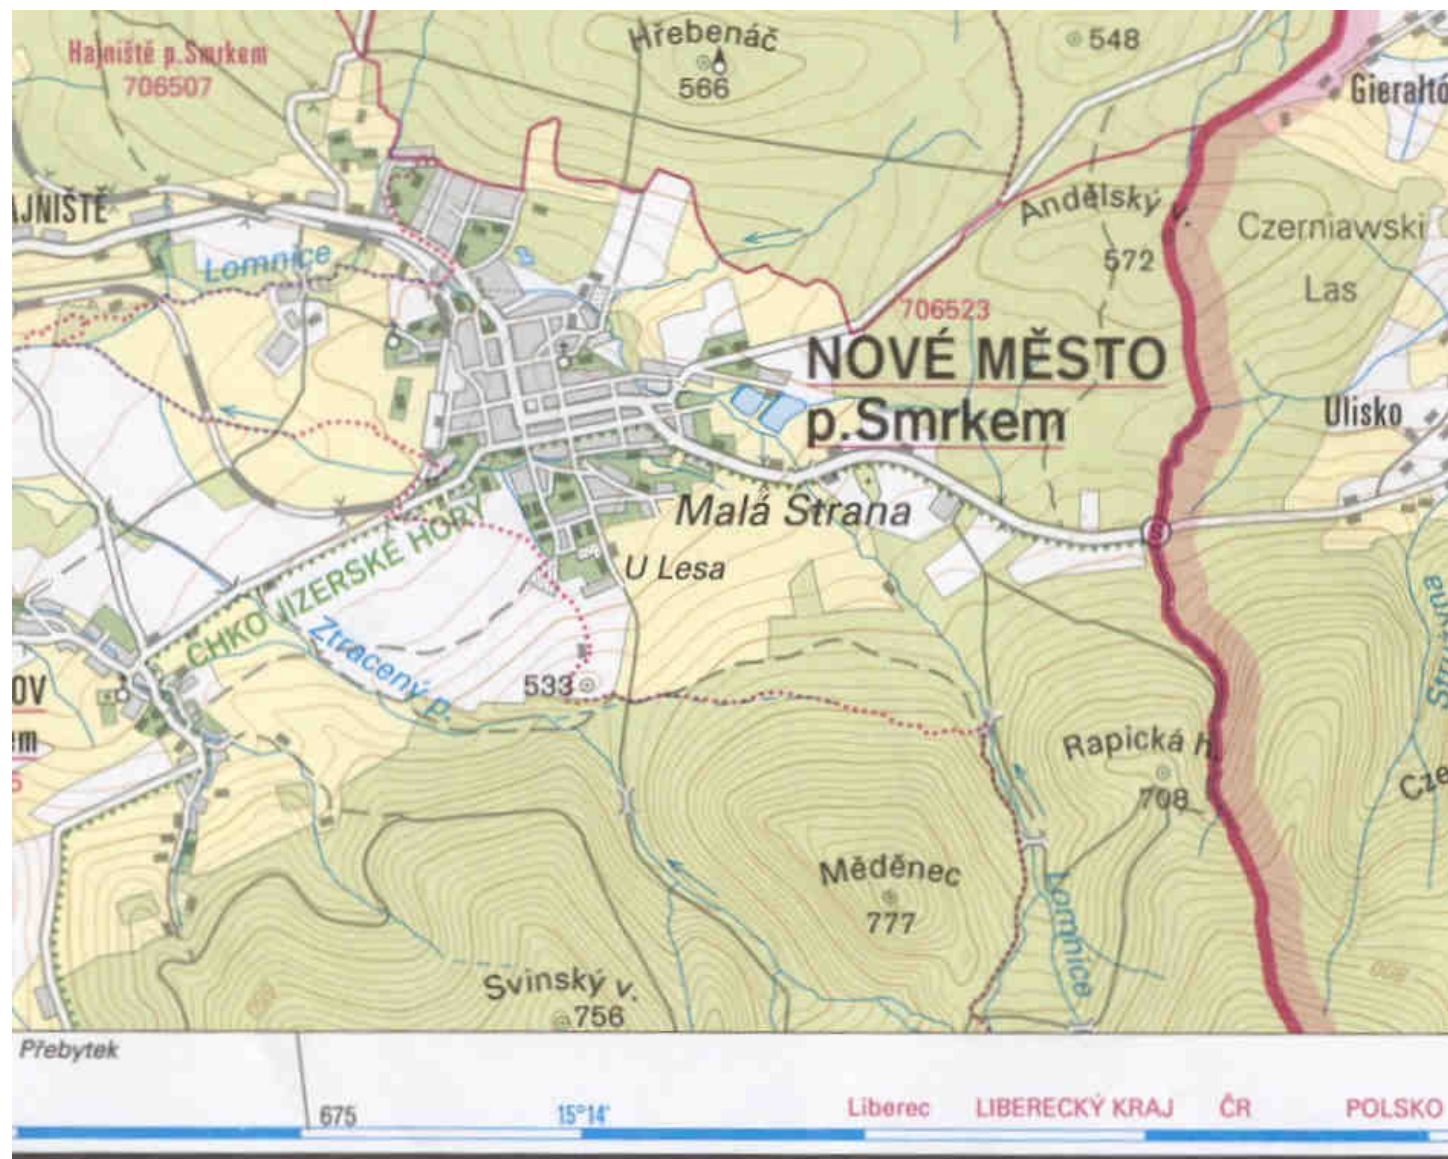 Hajniště p.Smrkem
706507
Hřebenáč
566
548
AJNIŠTĚ
Lomnice
Andělský v.
572
Czerniawski
Las
706523
NOVÉ MĚSTO
p.Smrkem
Ulisko
Malá Strana
CHKO JIZERSKÉ HORY
U Lesa
Ztracený p.
533
OV
em
Rapická h.
708
Měděnec
777
Lomnice
Svinský v.
756
Přebytek
675
15°14'
Liberec
LIBERECKÝ KRAJ
ČR
POLSKO